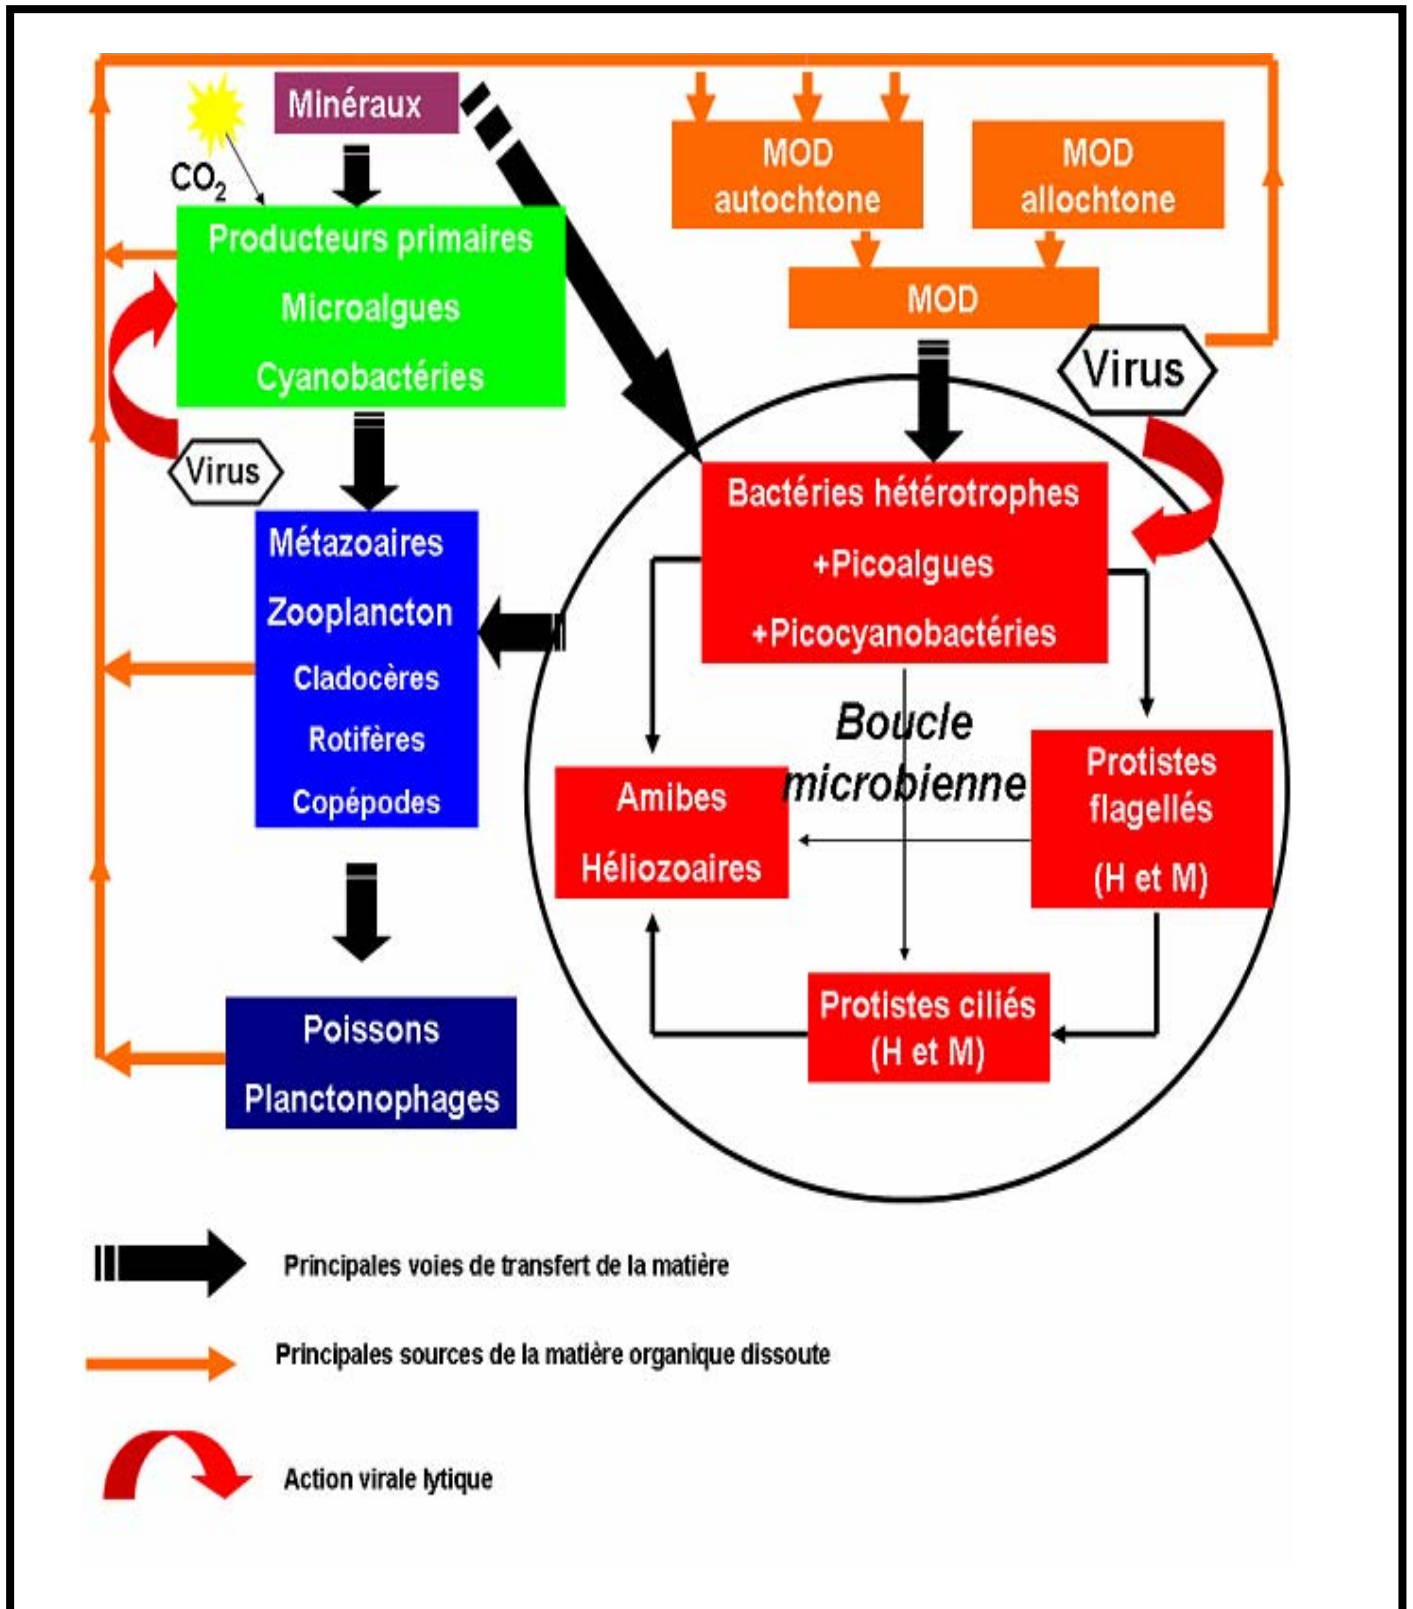 Minéraux
CO2
Producteurs primaires
Microalgues
Cyanobactéries
Virus
Métazoaires
Zooplancton
Cladocères
Rotifères
Copépodes
Poissons
Planctonophages
MOD
autochtone
MOD
allochtone
MOD
Virus
Bactéries hétérotrophes
+Picoalgues
+Picocyanobactéries
Boucle
microbienne
Amibes
Héliozoaires
Protistes
flagellés
(H et M)
Protistes ciliés
(H et M)
Principales voies de transfert de la matière
Principales sources de la matière organique dissoute
Action virale lytique